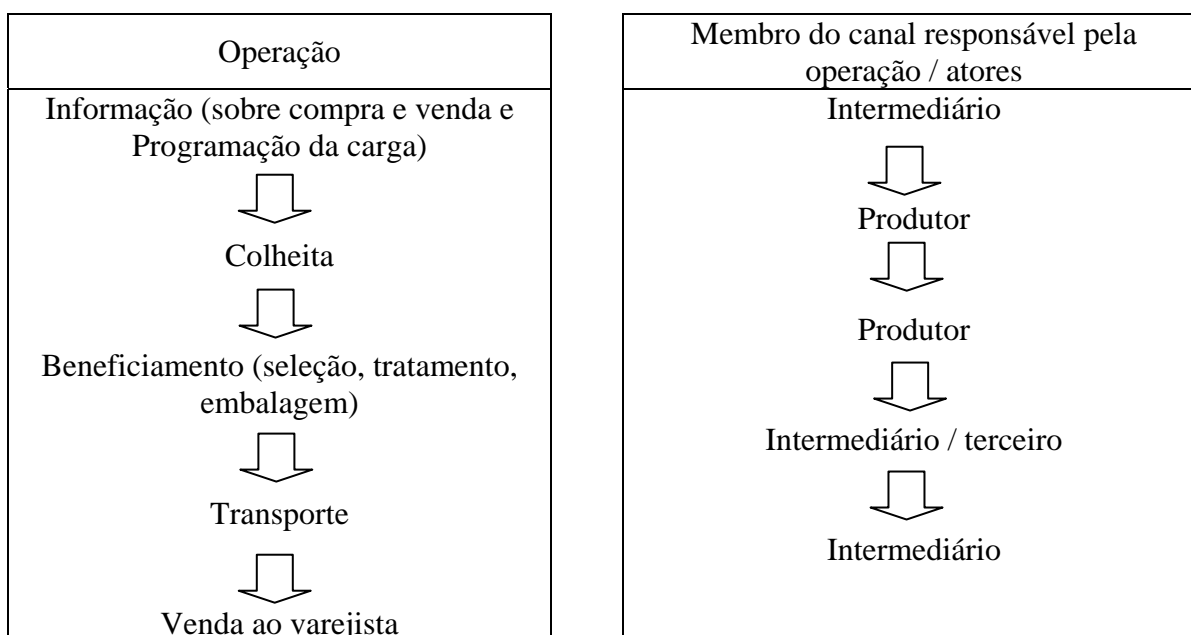 Operação
Informação (sobre compra e venda e
Programação da carga)
Colheita
Beneficiamento (seleção, tratamento,
embalagem)
Transporte
Venda ao varejista
Membro do canal responsável pela
operação / atores
Intermediário
Produtor
Produtor
Intermediário / terceiro
Intermediário